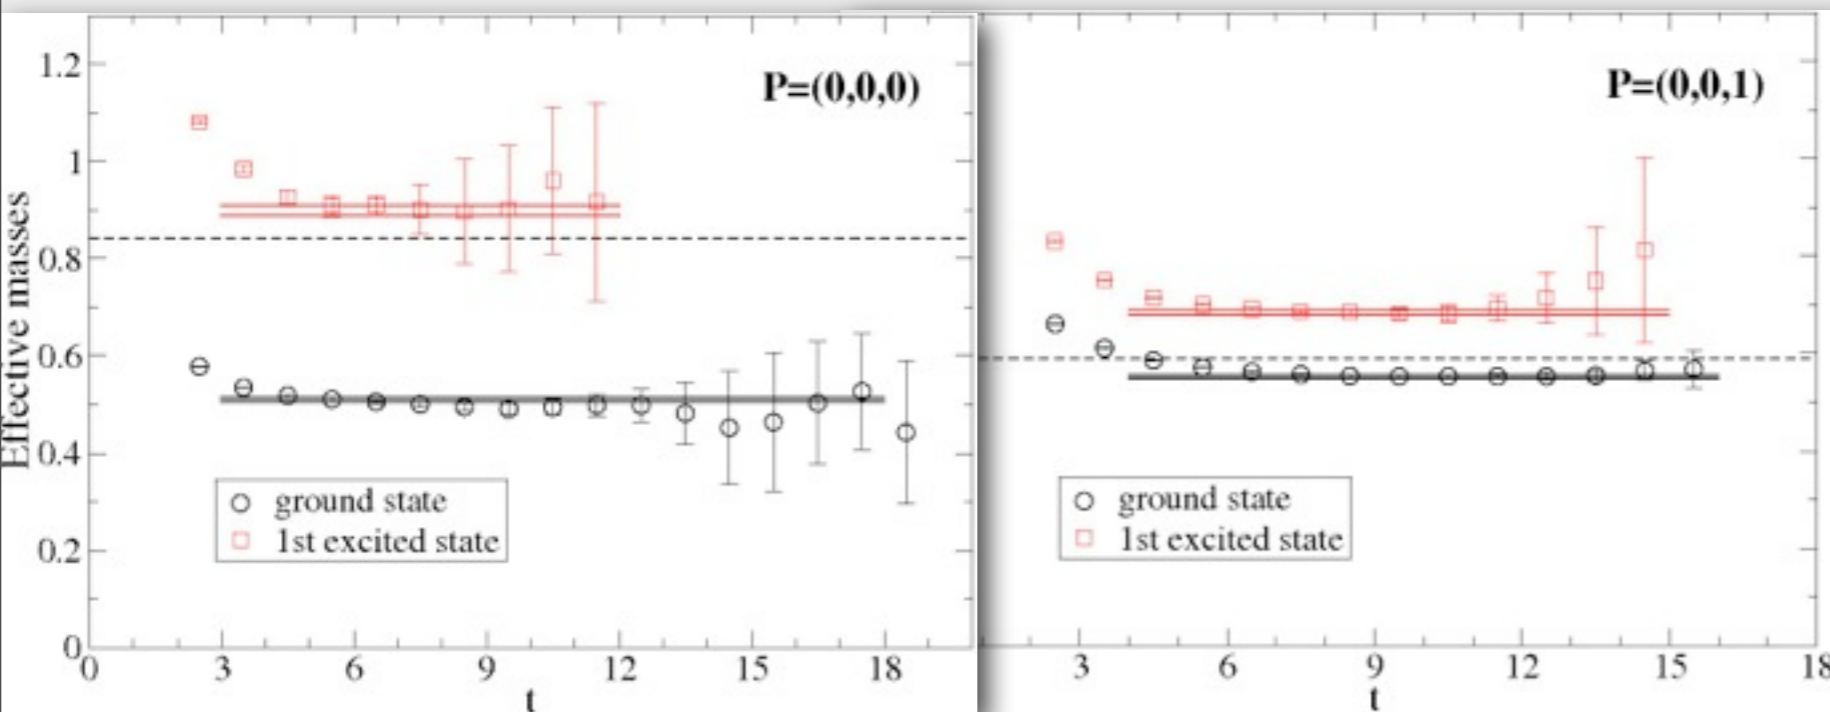 P=(0,0,0)
1.2
1
0.8
0.6
0.4
0.2
0
Effective masses
ground state
1st excited state
0 3 6 9 12 15 18
t
P=(0,0,1)
ground state
1st excited state
3 6 9 12 15 18
t